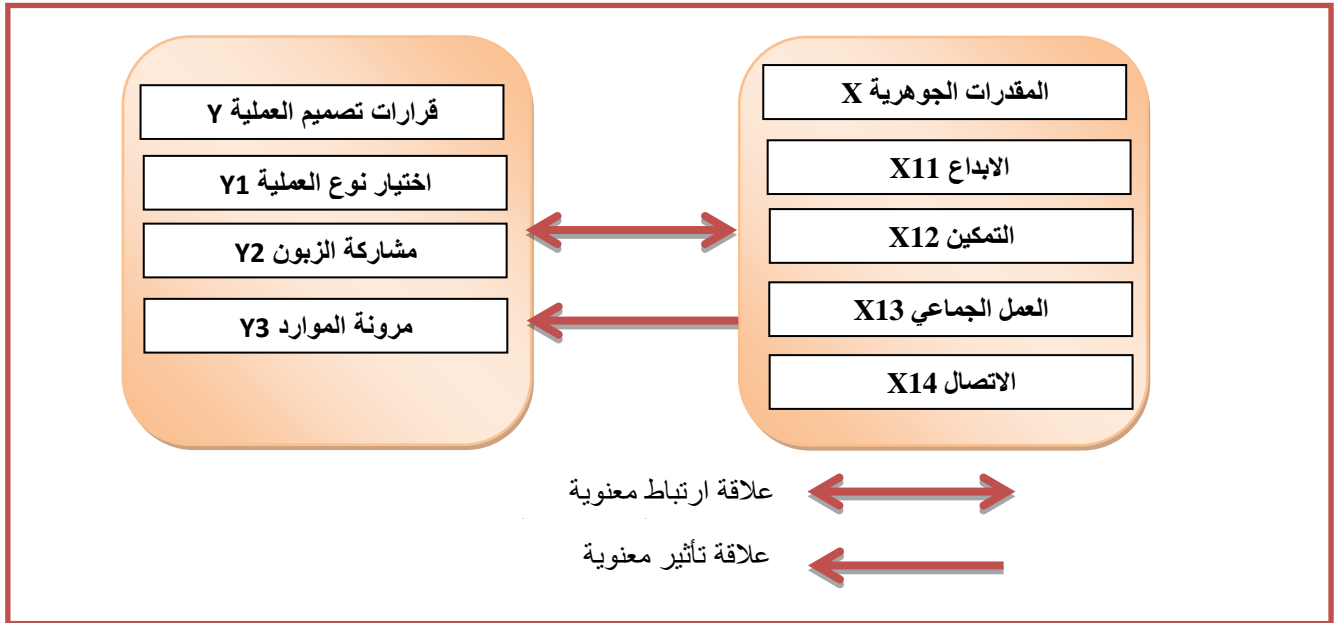 المقدرات الجوهرية X
الابداع X11
التمكين X12
العمل الجماعي X13
الاتصال X14
قرارات تصميم العملية Y
اختيار نوع العملية Y1
مشاركة الزبون Y2
مرونة الموارد Y3
علاقة ارتباط معنوية
علاقة تأثير معنوية